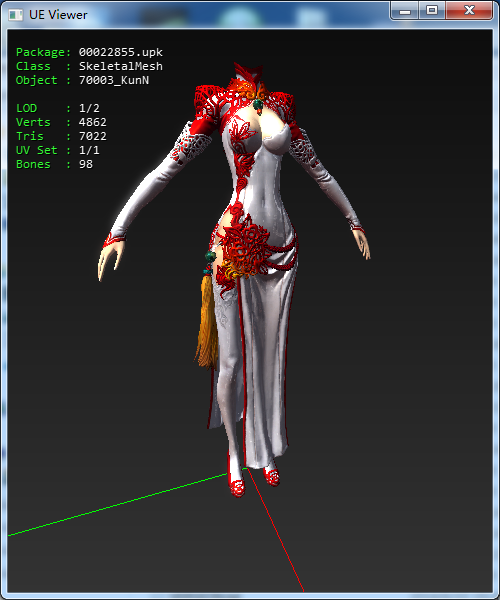 UE Viewer
Package: 00022855.upk
Class : SkeletalMesh
Object : 70003_KunN
LOD : 1/2
Verts : 4862
Tris : 7022
UV Set : 1/1
Bones : 98